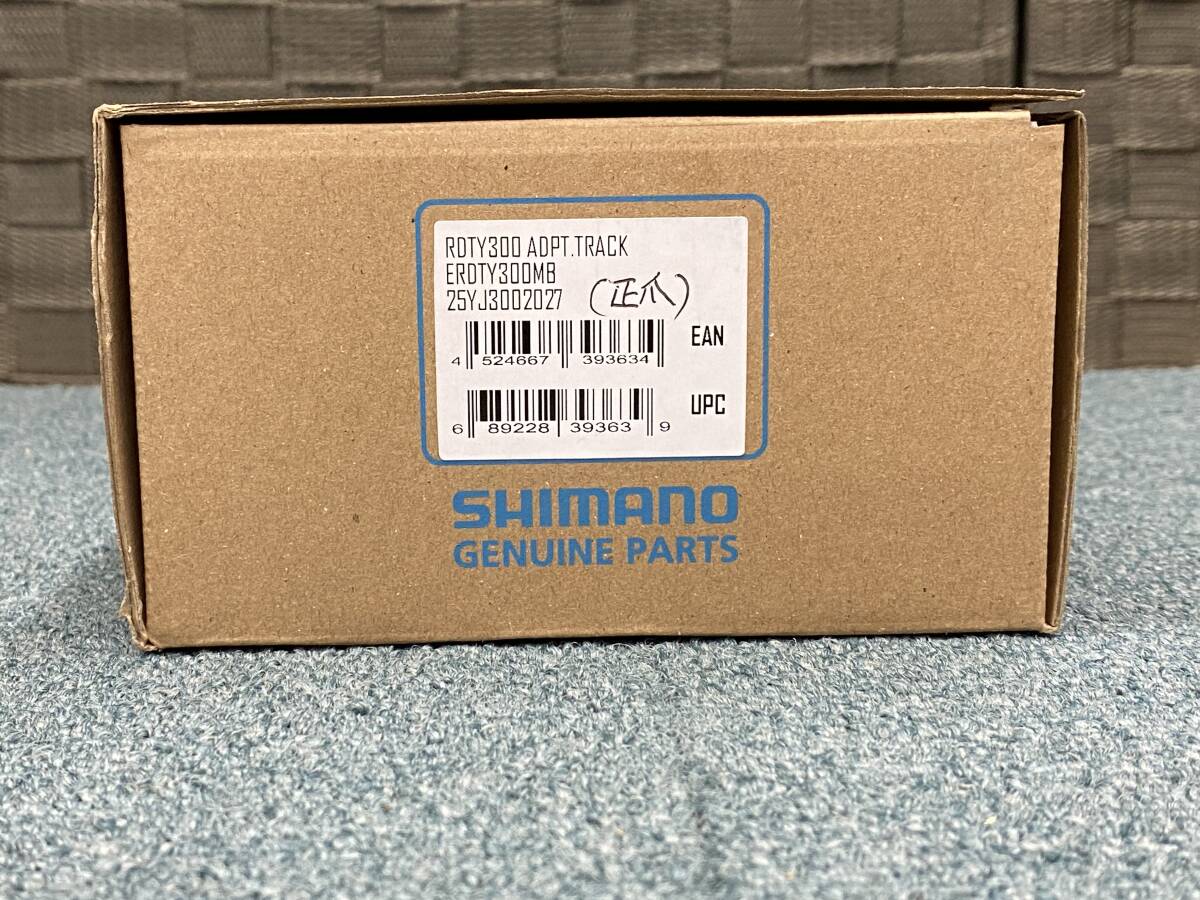 RDTY300 ADPT.TRACK
ERDTY300MB
25YJ3002027 (正爪)
4 524667 393634 EAN
6 89228 39363 9 UPC
SHIMANO
GENUINE PARTS